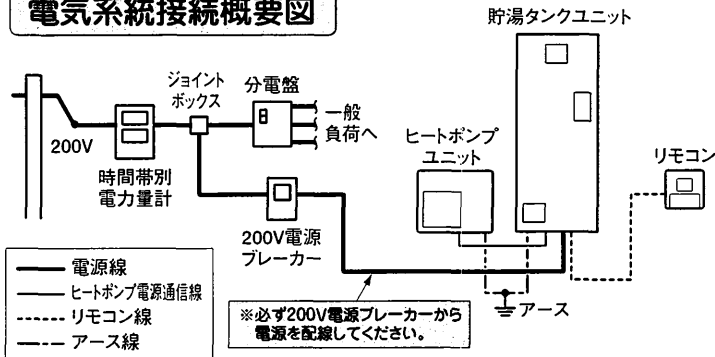 電気系統接続概要図
貯湯タンクユニット
ジョイント
ボックス
分電盤
一般
負荷へ
200V
時間帯別
電力量計
ヒートポンプ
ユニット
リモコン
200V電源
ブレーカー
電源線
ヒートポンプ電源通信線
リモコン線
アース線
※必ず200V電源ブレーカーから
電源を配線してください。
アース